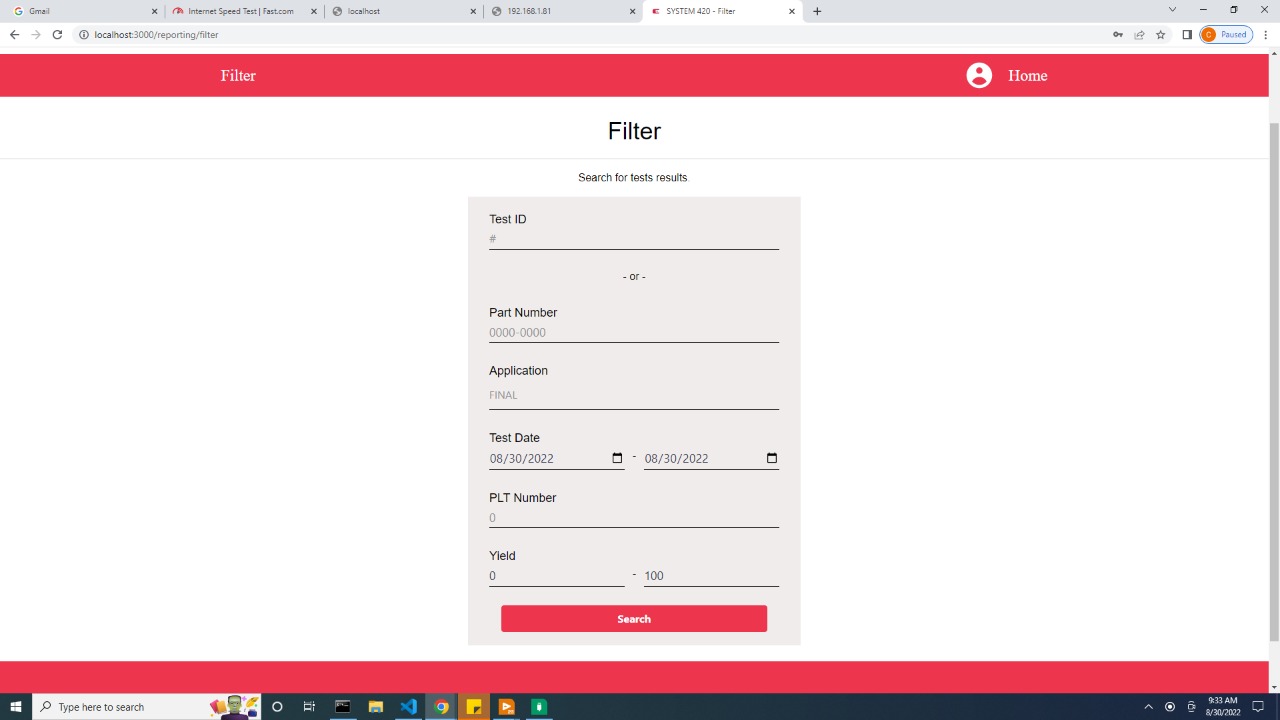 Gmail
Internet Speed Test | Fast.com
localhost
192.168.1.81
SYSTEM 420 - Filter
localhost:3000/reporting/filter
C Paused
Filter
Home
Filter
Search for tests results.
Test ID
#
- or -
Part Number
0000-0000
Application
FINAL
Test Date
08/30/2022 - 08/30/2022
PLT Number
0
Yield
0 - 100
Search
Type here to search
9:33 AM
8/30/2022